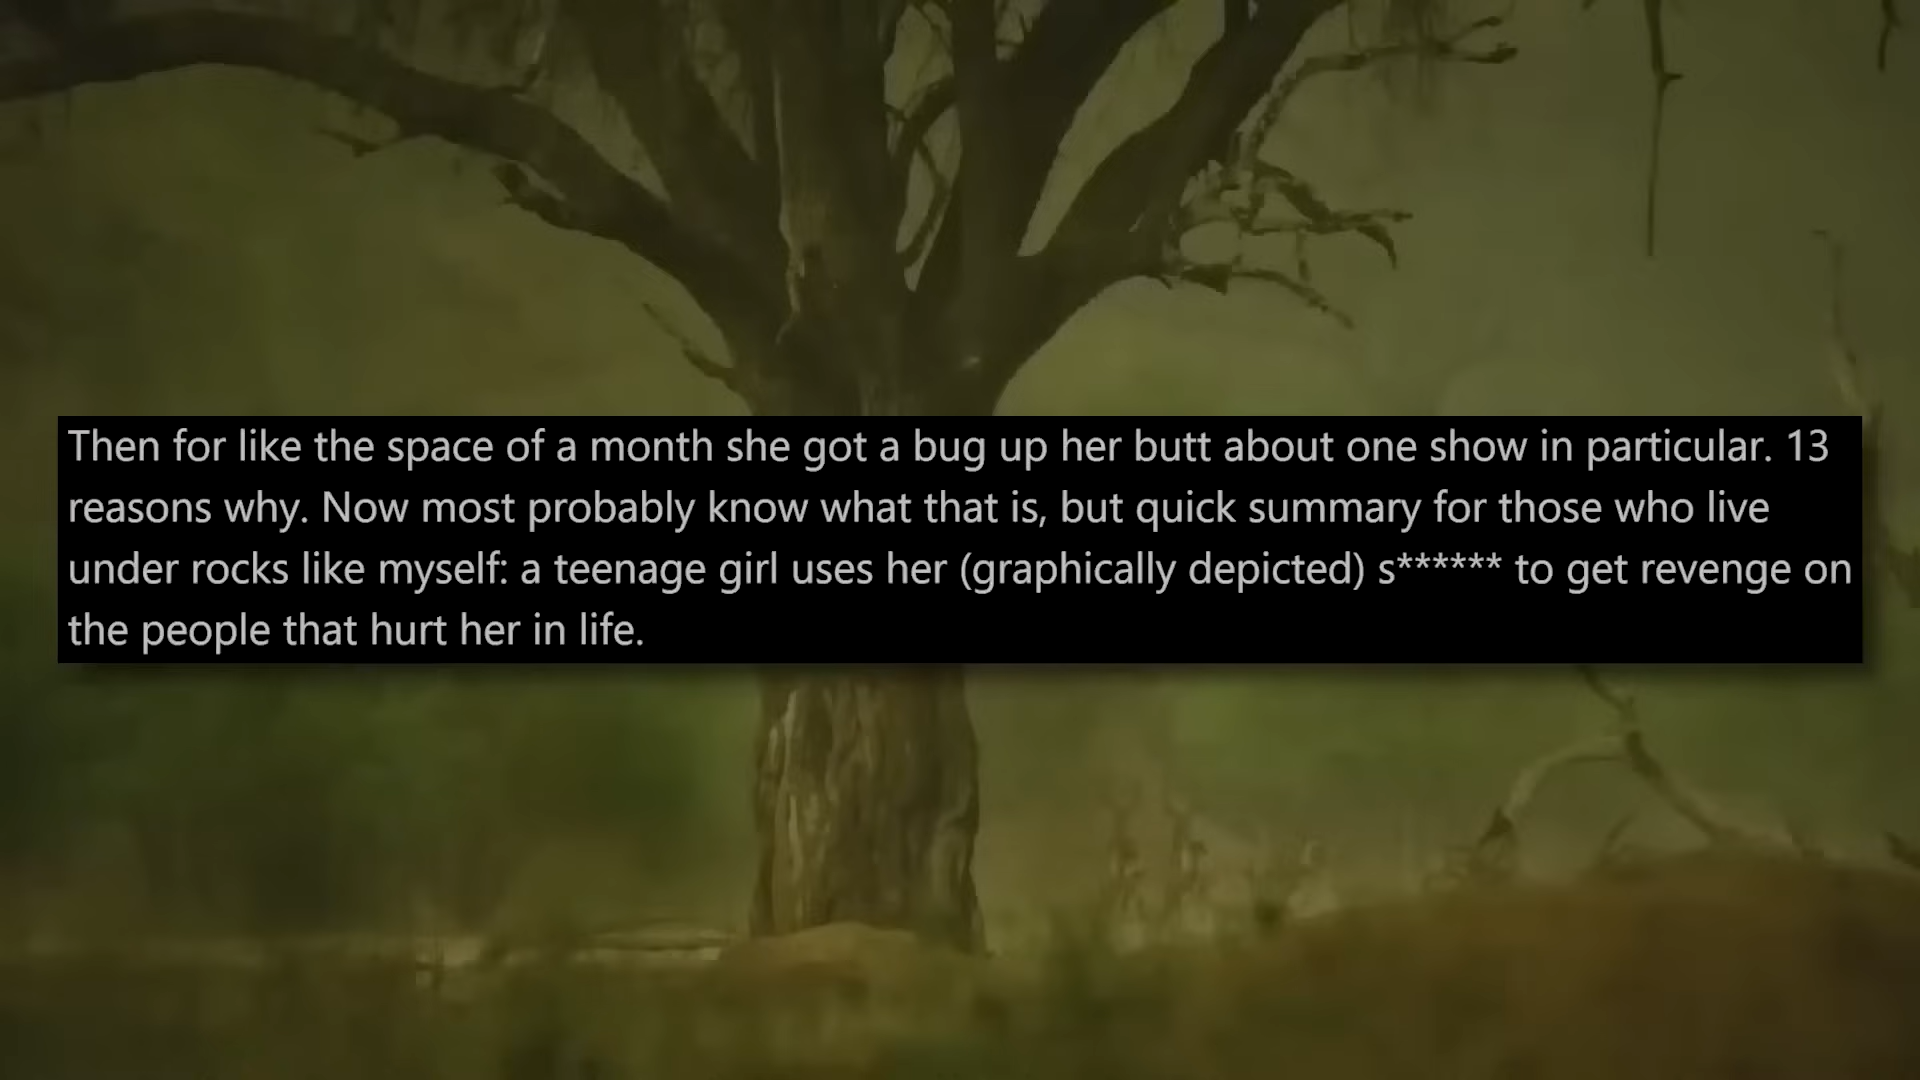 Then for like the space of a month she got a bug up her butt about one show in particular. 13
reasons why. Now most probably know what that is, but quick summary for those who live
under rocks like myself: a teenage girl uses her (graphically depicted) s****** to get revenge on
the people that hurt her in life.